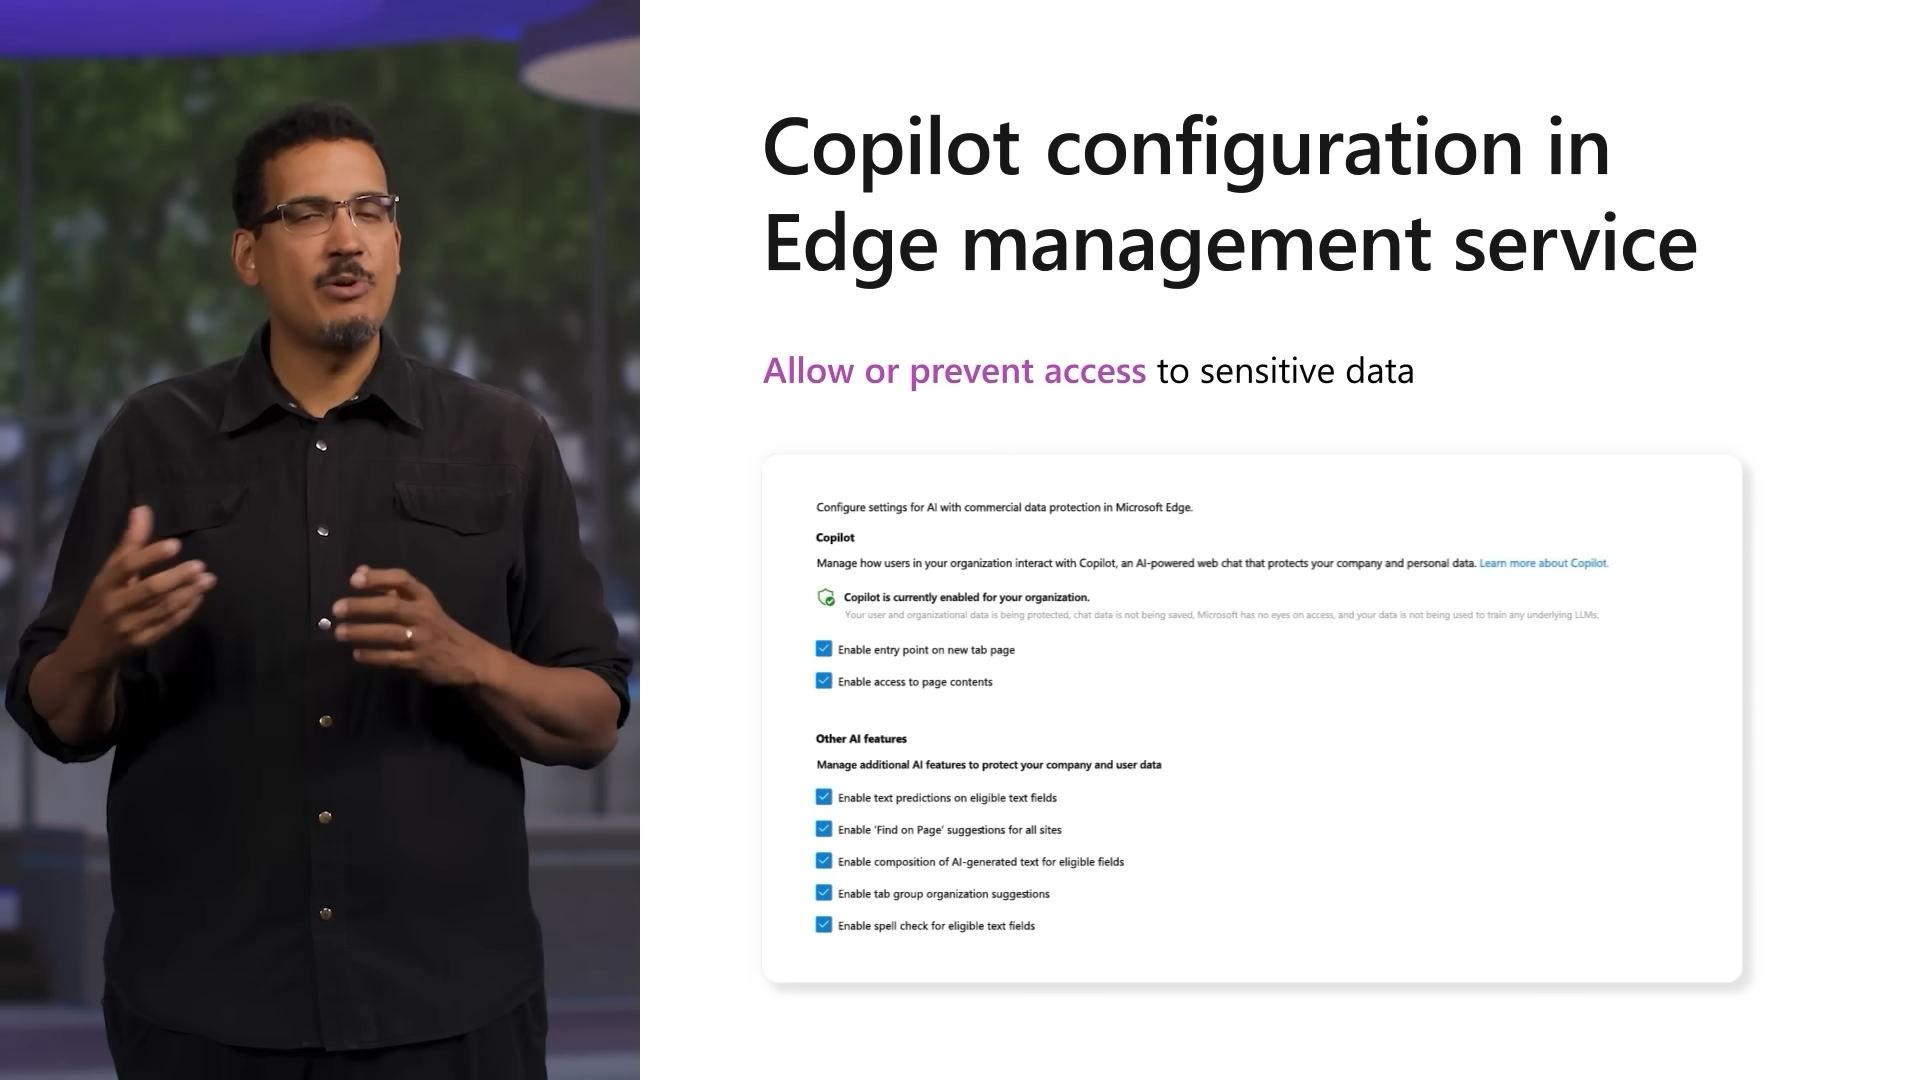 Copilot configuration in
Edge management service
Allow or prevent access to sensitive data
Configure settings for AI with commercial data protection in Microsoft Edge.
Copilot
Manage how users in your organization interact with Copilot, an AI-powered web chat that protects your company and personal data. Learn more about Copilot.
Copilot is currently enabled for your organization.
Your user and organizational data is being protected, chat data is not being saved, Microsoft has no eyes on access, and your data is not being used to train any underlying LLMs.
Enable entry point on new tab page
Enable access to page contents
Other AI features
Manage additional AI features to protect your company and user data
Enable text predictions on eligible text fields
Enable 'Find on Page' suggestions for all sites
Enable composition of AI-generated text for eligible fields
Enable tab group organization suggestions
Enable spell check for eligible text fields